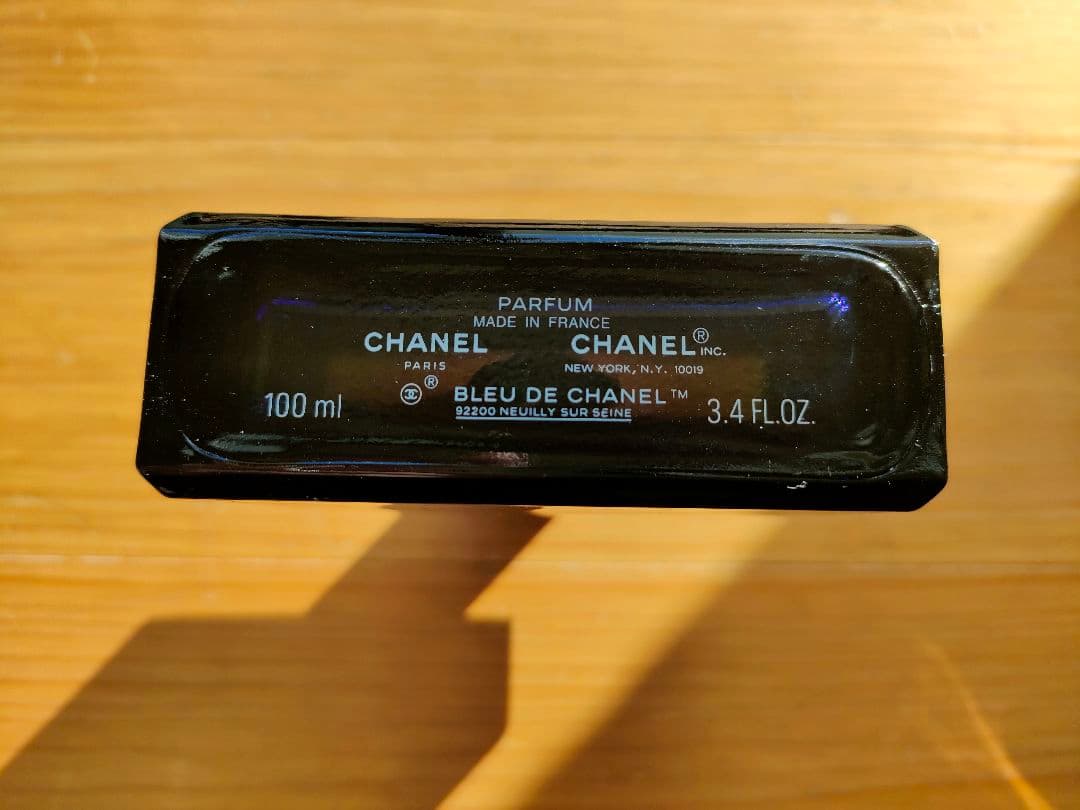 PARFUM
MADE IN FRANCE
CHANEL CHANEL® INC.
PARIS NEW YORK, N.Y. 10019
® BLEU DE CHANEL™
100 ml 92200 NEUILLY SUR SEINE 3.4 FL.OZ.